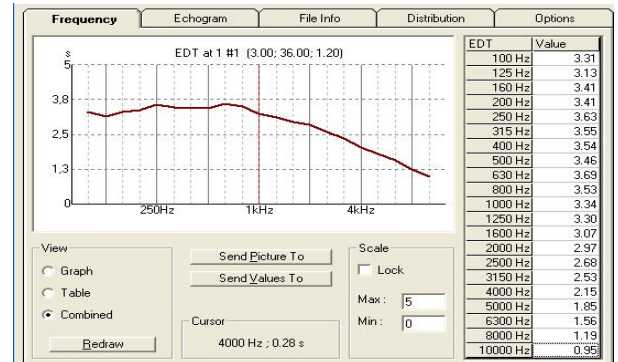 Frequency Echogram File Info Distribution Options
s EDT at 1 #1 (3.00; 36.00; 1.20)
5
3,8
2,5
1,3
0
250Hz 1kHz 4kHz
EDT Value
100 Hz 3.31
125 Hz 3.13
160 Hz 3.41
200 Hz 3.41
250 Hz 3.63
315 Hz 3.55
400 Hz 3.54
500 Hz 3.46
630 Hz 3.69
800 Hz 3.53
1000 Hz 3.34
1250 Hz 3.30
1600 Hz 3.07
2000 Hz 2.97
2500 Hz 2.68
3150 Hz 2.53
4000 Hz 2.15
5000 Hz 1.85
6300 Hz 1.56
8000 Hz 1.19
10000 Hz 0.95
View
Graph
Table
Combined
Redraw
Send Picture To
Send Values To
Cursor
4000 Hz ; 0.28 s
Scale
Lock
Max : 5
Min : 0